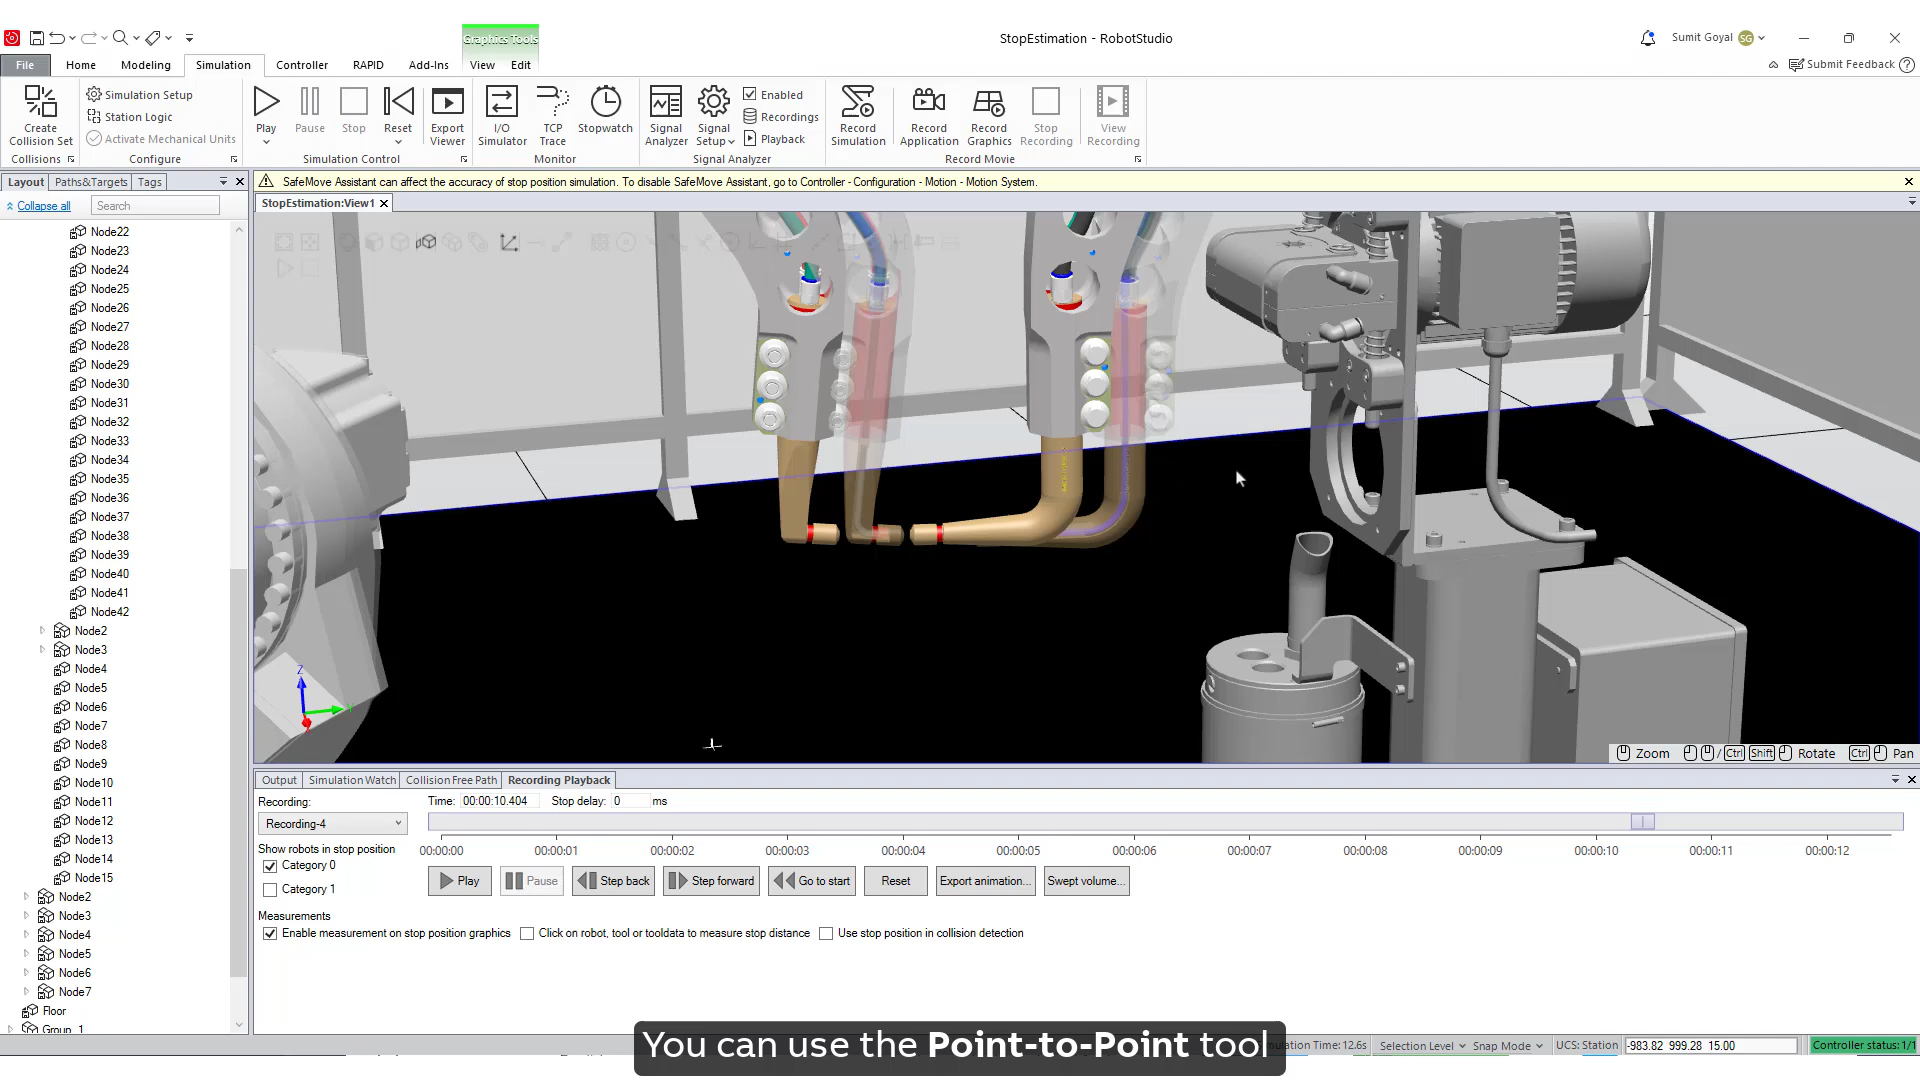 Graphics Tools
StopEstimation - RobotStudio
Sumit Goyal SG
File Home Modeling Simulation Controller RAPID Add-Ins View Edit
Submit Feedback
Create Collision Set
Collisions
Simulation Setup
Station Logic
Activate Mechanical Units
Configure
Play Pause Stop Reset
Simulation Control
Export Viewer
I/O Simulator
TCP Trace
Stopwatch
Monitor
Signal Analyzer
Signal Setup
Enabled
Recordings
Playback
Signal Analyzer
Record Simulation
Record Application
Record Graphics
Stop Recording
View Recording
Record Movie
Layout Paths&Targets Tags
SafeMove Assistant can affect the accuracy of stop position simulation. To disable SafeMove Assistant, go to Controller - Configuration - Motion - Motion System.
Collapse all Search
StopEstimation:View1
Node22
Node23
Node24
Node25
Node26
Node27
Node28
Node29
Node30
Node31
Node32
Node33
Node34
Node35
Node36
Node37
Node38
Node39
Node40
Node41
Node42
Node2
Node3
Node4
Node5
Node6
Node7
Node8
Node9
Node10
Node11
Node12
Node13
Node14
Node15
Node2
Node3
Node4
Node5
Node6
Node7
Floor
Group_1
Z
Zoom / Ctrl Shift Rotate Ctrl Pan
Output Simulation Watch Collision Free Path Recording Playback
Recording:
Recording-4
Time: 00:00:10.404 Stop delay: 0 ms
00:00:00 00:00:01 00:00:02 00:00:03 00:00:04 00:00:05 00:00:06 00:00:07 00:00:08 00:00:09 00:00:10 00:00:11 00:00:12
Show robots in stop position
Category 0
Category 1
Play Pause Step back Step forward Go to start Reset Export animation... Swept volume...
Measurements
Enable measurement on stop position graphics Click on robot, tool or tooldata to measure stop distance Use stop position in collision detection
You can use the Point-to-Point tool
Time: 12.6s Selection Level Snap Mode UCS: Station -983.82 999.28 15.00 Controller status: 1/1